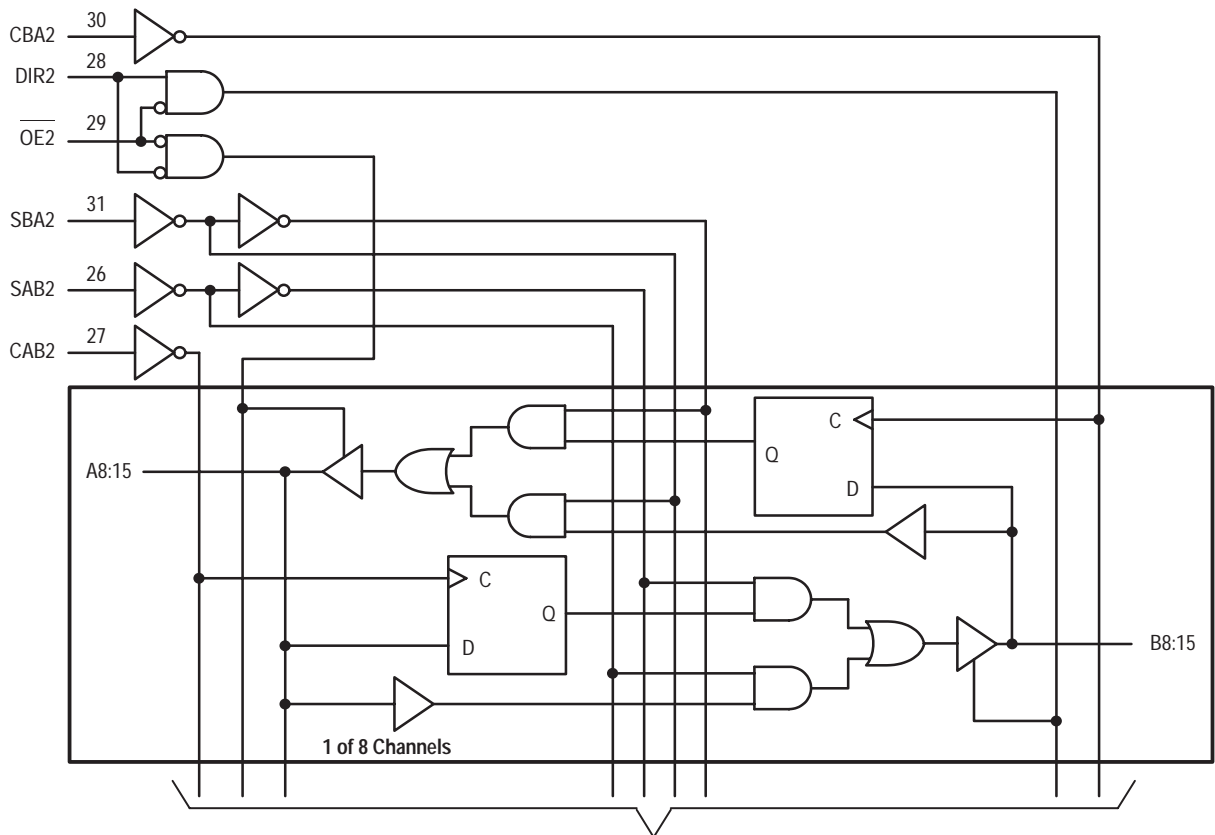 30
CBA2
28
DIR2
29
OE2
31
SBA2
26
SAB2
27
CAB2
C
Q
A8:15
D
C
Q
D
B8:15
1 of 8 Channels